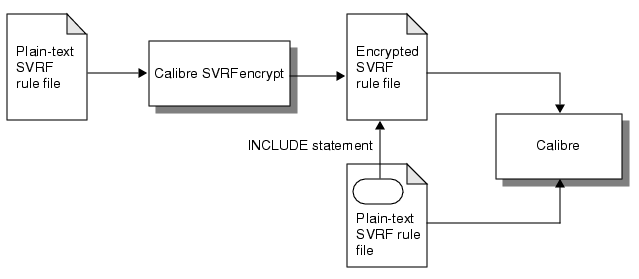 Plain-text
SVRF
rule file
Calibre SVRFencrypt
Encrypted
SVRF
rule file
INCLUDE statement
Calibre
Plain-text
SVRF rule
file